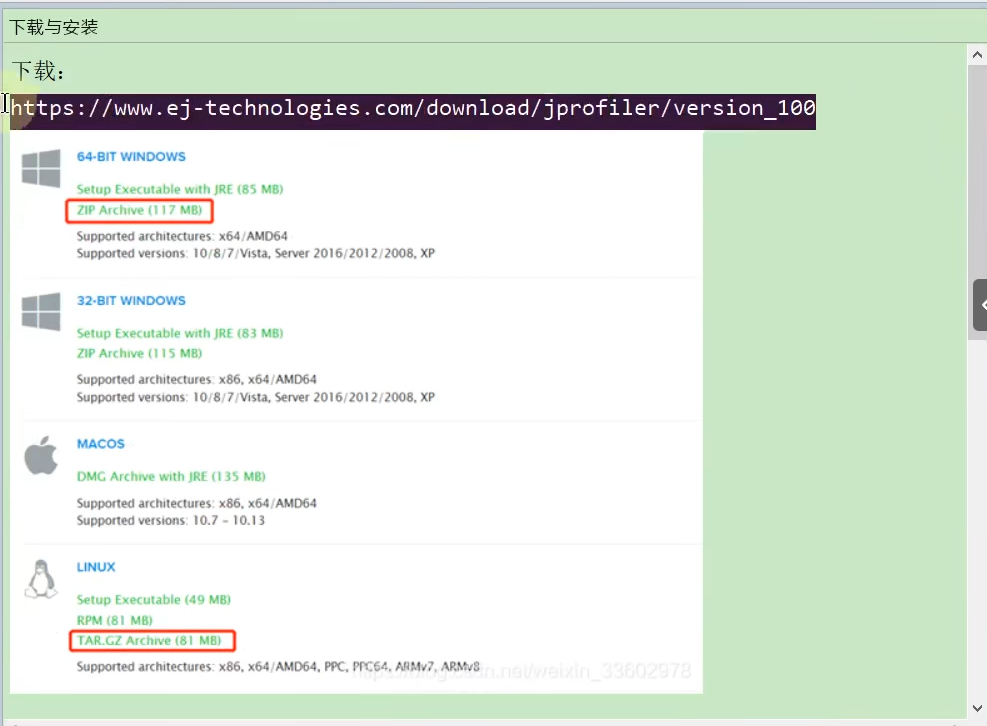 下载与安装
下载：
https://www.ej-technologies.com/download/jprofiler/version_100
64-BIT WINDOWS
Setup Executable with JRE (85 MB)
ZIP Archive (117 MB)
Supported architectures: x64/AMD64
Supported versions: 10/8/7/Vista, Server 2016/2012/2008, XP
32-BIT WINDOWS
Setup Executable with JRE (83 MB)
ZIP Archive (115 MB)
Supported architectures: x86, x64/AMD64
Supported versions: 10/8/7/Vista, Server 2016/2012/2008, XP
MACOS
DMG Archive with JRE (135 MB)
Supported architectures: x86, x64/AMD64
Supported versions: 10.7 – 10.13
LINUX
Setup Executable (49 MB)
RPM (81 MB)
TAR.GZ Archive (81 MB)
Supported architectures: x86, x64/AMD64, PPC, PPC64, ARMv7, ARMv8
https://blog.csdn.net/weixin_33602978